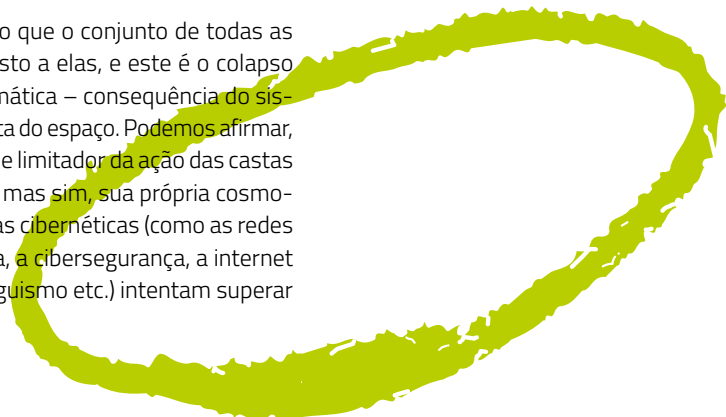 o que o conjunto de todas as
sto a elas, e este é o colapso
mática – consequência do sis-
ta do espaço. Podemos afirmar,
e limitador da ação das castas
mas sim, sua própria cosmo-
as cibernéticas (como as redes
a, a cibersegurança, a internet
guismo etc.) intentam superar